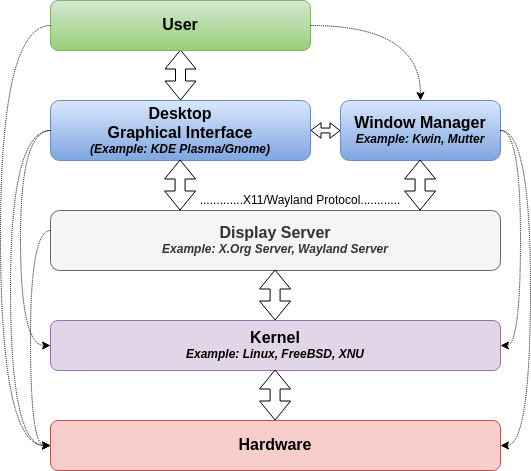 User
Desktop
Graphical Interface
(Example: KDE Plasma/Gnome)
Window Manager
Example: Kwin, Mutter
.............X11/Wayland Protocol............
Display Server
Example: X.Org Server, Wayland Server
Kernel
Example: Linux, FreeBSD, XNU
Hardware